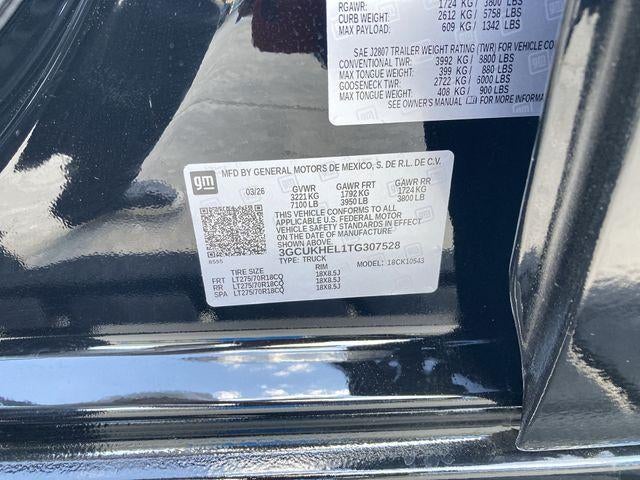 RGAWR: 1724 KG / 3800 LBS
CURB WEIGHT: 2612 KG / 5758 LBS
MAX PAYLOAD: 609 KG / 1342 LBS
SAE J2807 TRAILER WEIGHT RATING (TWR) FOR VEHICLE CO
CONVENTIONAL TWR: 3992 KG / 8800 LBS
MAX TONGUE WEIGHT: 399 KG / 880 LBS
GOOSENECK TWR: 2722 KG / 6000 LBS
MAX TONGUE WEIGHT: 408 KG / 900 LBS
SEE OWNER'S MANUAL FOR MORE INFORMATION
gm
MFD BY GENERAL MOTORS DE MEXICO, S. DE R.L. DE C.V.
03/26 GVWR GAWR FRT GAWR RR
3221 KG 1792 KG 1724 KG
7100 LB 3950 LB 3800 LB
THIS VEHICLE CONFORMS TO ALL
APPLICABLE U.S. FEDERAL MOTOR
VEHICLE SAFETY STANDARDS IN
EFFECT ON THE DATE OF MANUFACTURE
SHOWN ABOVE.
3GCUKHEL1TG307528
8555 TYPE: TRUCK MODEL: 18CK10543
TIRE SIZE RIM
FRT LT275/70R18CQ 18X8.5J
RR LT275/70R18CQ 18X8.5J
SPA LT275/70R18CQ 18X8.5J